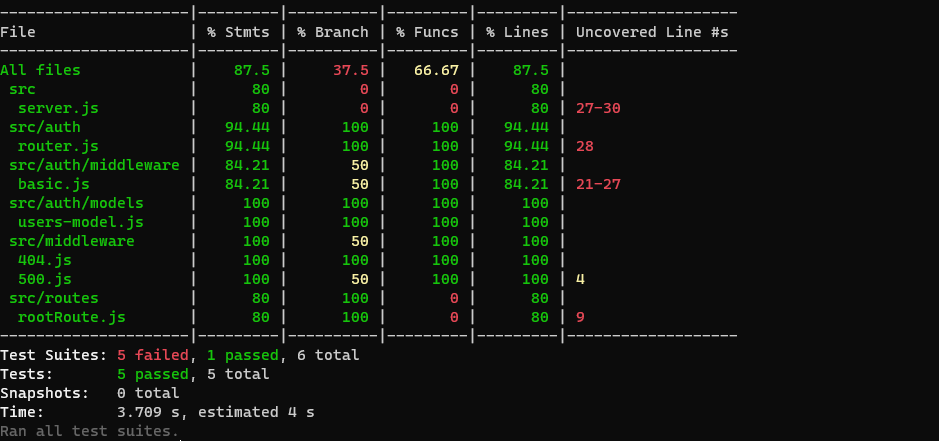 ---------------------|---------|----------|---------|---------|-------------------
File                 | % Stmts | % Branch | % Funcs | % Lines | Uncovered Line #s
---------------------|---------|----------|---------|---------|-------------------
All files            |    87.5 |     37.5 |   66.67 |    87.5 |
 src                 |      80 |        0 |       0 |      80 |
  server.js          |      80 |        0 |       0 |      80 | 27-30
 src/auth            |   94.44 |      100 |     100 |   94.44 |
  router.js          |   94.44 |      100 |     100 |   94.44 | 28
 src/auth/middleware |   84.21 |       50 |     100 |   84.21 |
  basic.js           |   84.21 |       50 |     100 |   84.21 | 21-27
 src/auth/models     |     100 |      100 |     100 |     100 |
  users-model.js     |     100 |      100 |     100 |     100 |
 src/middleware      |     100 |       50 |     100 |     100 |
  404.js             |     100 |      100 |     100 |     100 |
  500.js             |     100 |       50 |     100 |     100 | 4
 src/routes          |      80 |      100 |       0 |      80 |
  rootRoute.js       |      80 |      100 |       0 |      80 | 9
---------------------|---------|----------|---------|---------|-------------------
Test Suites: 5 failed, 1 passed, 6 total
Tests:       5 passed, 5 total
Snapshots:   0 total
Time:        3.709 s, estimated 4 s
Ran all test suites.